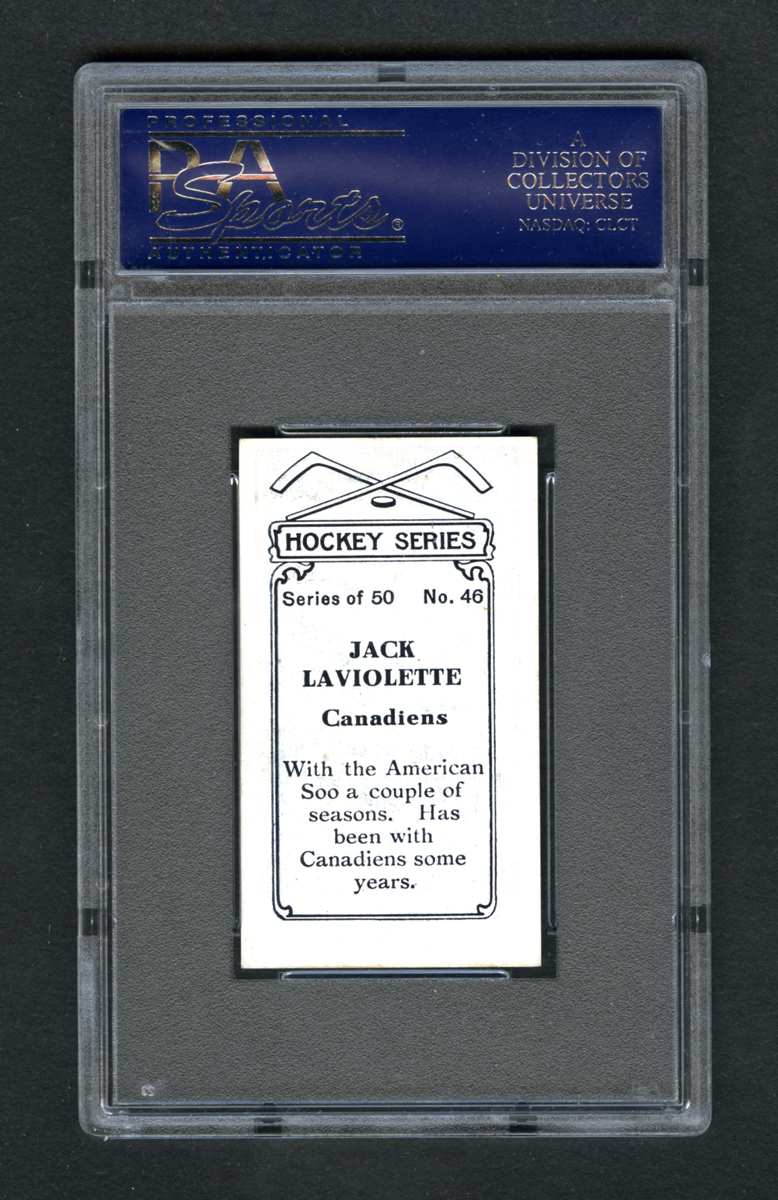 PROFESSIONAL
PSA
Sports®
AUTHENTICATOR
A
DIVISION OF
COLLECTORS
UNIVERSE
NASDAQ: CLCT
HOCKEY SERIES
Series of 50 No. 46
JACK
LAVIOLETTE
Canadiens
With the American
Soo a couple of
seasons. Has
been with
Canadiens some
years.